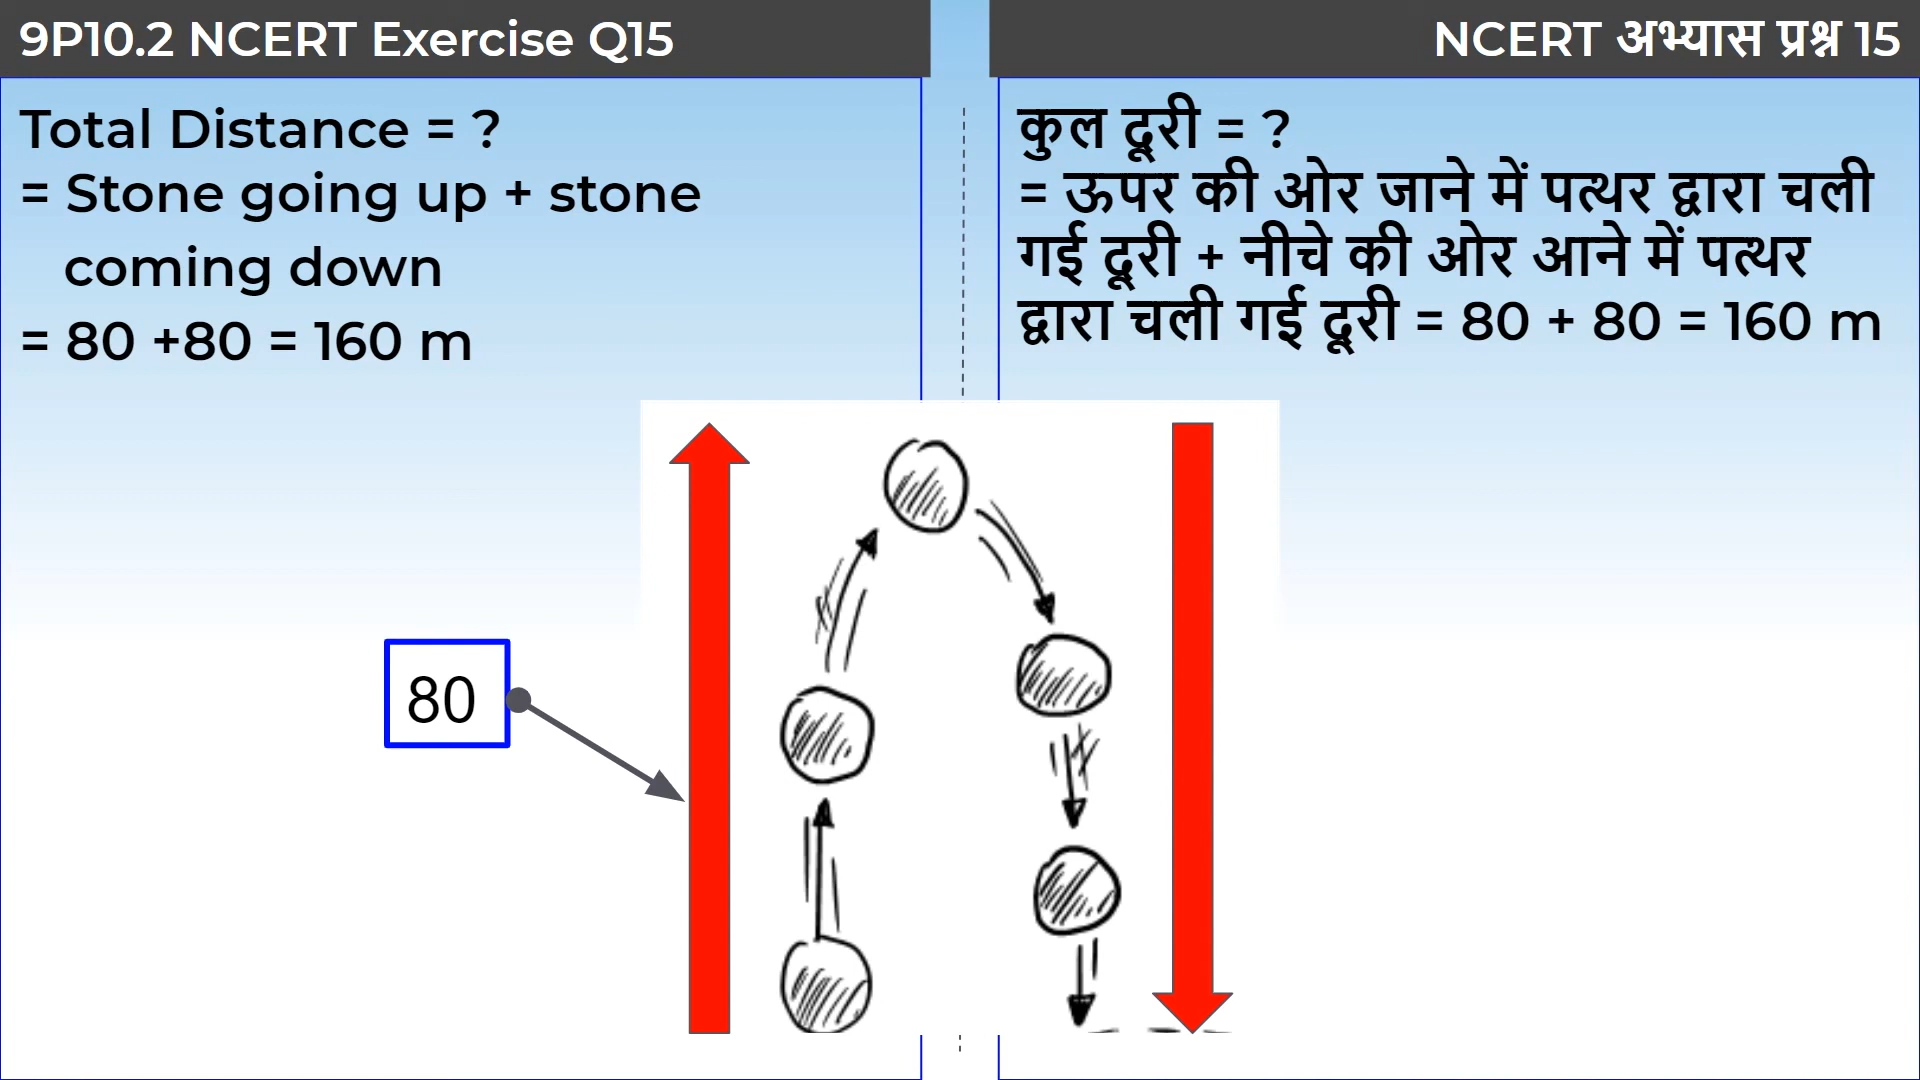 9P10.2 NCERT Exercise Q15
NCERT अभ्यास प्रश्न 15
Total Distance = ?
= Stone going up + stone
coming down
= 80 +80 = 160 m
कुल दूरी = ?
= ऊपर की ओर जाने में पत्थर द्वारा चली
गई दूरी + नीचे की ओर आने में पत्थर
द्वारा चली गई दूरी = 80 + 80 = 160 m
80